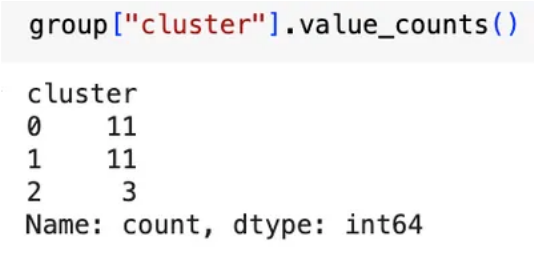 group["cluster"].value_counts()
cluster
0     11
1     11
2      3
Name: count, dtype: int64